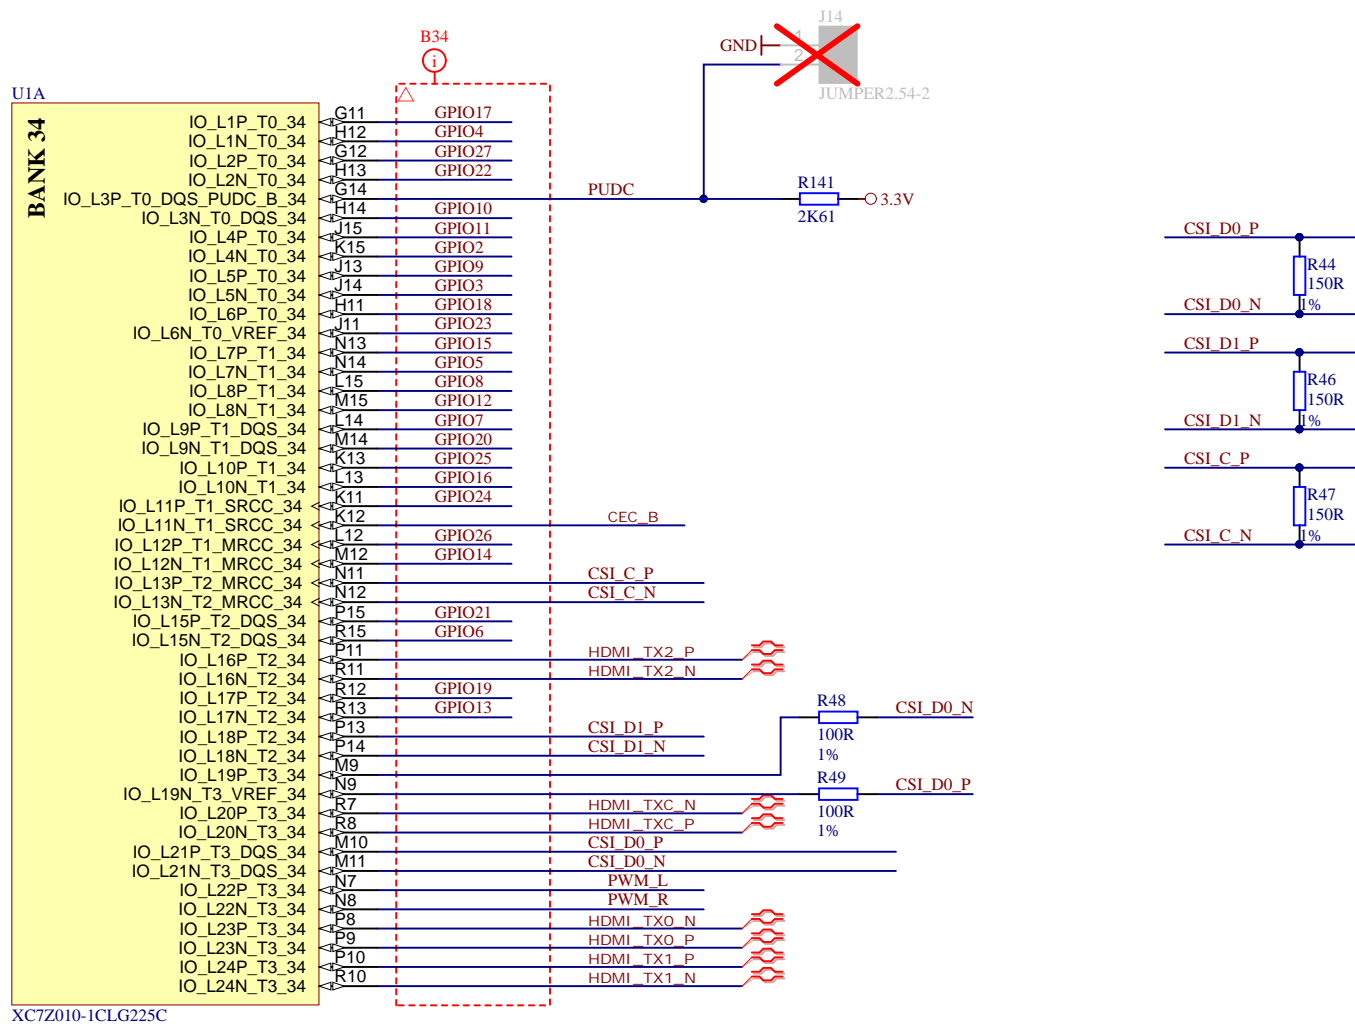 J14
GND
1
2
JUMPER2.54-2
B34
i
U1A
BANK 34
IO_L1P_T0_34 G11 GPIO17
IO_L1N_T0_34 H12 GPIO4
IO_L2P_T0_34 G12 GPIO27
IO_L2N_T0_34 H13 GPIO22
IO_L3P_T0_DQS_PUDC_B_34 G14 PUDC
R141
2K61
3.3V
IO_L3N_T0_DQS_34 H14 GPIO10
IO_L4P_T0_34 J15 GPIO11
IO_L4N_T0_34 K15 GPIO2
IO_L5P_T0_34 J13 GPIO9
IO_L5N_T0_34 J14 GPIO3
IO_L6P_T0_34 H11 GPIO18
IO_L6N_T0_VREF_34 J11 GPIO23
IO_L7P_T1_34 N13 GPIO15
IO_L7N_T1_34 N14 GPIO5
IO_L8P_T1_34 L15 GPIO8
IO_L8N_T1_34 M15 GPIO12
IO_L9P_T1_DQS_34 L14 GPIO7
IO_L9N_T1_DQS_34 M14 GPIO20
IO_L10P_T1_34 K13 GPIO25
IO_L10N_T1_34 L13 GPIO16
IO_L11P_T1_SRCC_34 K11 GPIO24
IO_L11N_T1_SRCC_34 K12 CEC_B
IO_L12P_T1_MRCC_34 L12 GPIO26
IO_L12N_T1_MRCC_34 M12 GPIO14
IO_L13P_T2_MRCC_34 N11 CSI_C_P
IO_L13N_T2_MRCC_34 N12 CSI_C_N
IO_L15P_T2_DQS_34 P15 GPIO21
IO_L15N_T2_DQS_34 R15 GPIO6
IO_L16P_T2_34 P11 HDMI_TX2_P
IO_L16N_T2_34 R11 HDMI_TX2_N
IO_L17P_T2_34 R12 GPIO19
IO_L17N_T2_34 R13 GPIO13
IO_L18P_T2_34 P13 CSI_D1_P
IO_L18N_T2_34 P14 CSI_D1_N
IO_L19P_T3_34 M9
R48
100R
1%
CSI_D0_N
IO_L19N_T3_VREF_34 N9
R49
100R
1%
CSI_D0_P
IO_L20P_T3_34 R7 HDMI_TXC_N
IO_L20N_T3_34 R8 HDMI_TXC_P
IO_L21P_T3_DQS_34 M10 CSI_D0_P
IO_L21N_T3_DQS_34 M11 CSI_D0_N
IO_L22P_T3_34 N7 PWM_L
IO_L22N_T3_34 N8 PWM_R
IO_L23P_T3_34 P8 HDMI_TX0_N
IO_L23N_T3_34 P9 HDMI_TX0_P
IO_L24P_T3_34 P10 HDMI_TX1_P
IO_L24N_T3_34 R10 HDMI_TX1_N
XC7Z010-1CLG225C
CSI_D0_P
R44
150R
1%
CSI_D0_N
CSI_D1_P
R46
150R
1%
CSI_D1_N
CSI_C_P
R47
150R
1%
CSI_C_N